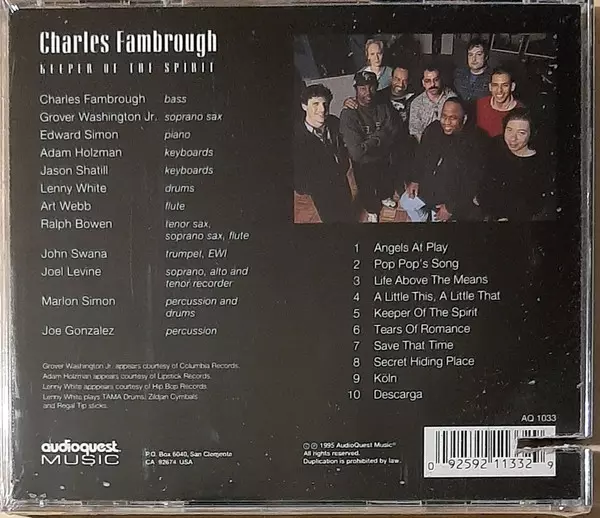 Charles Fambrough
KEEPER OF THE SPIRIT
Charles Fambrough bass
Grover Washington Jr. soprano sax
Edward Simon piano
Adam Holzman keyboards
Jason Shatill keyboards
Lenny White drums
Art Webb flute
Ralph Bowen tenor sax,
soprano sax, flute
John Swana trumpet, EWI
Joel Levine soprano, alto and
tenor recorder
Marlon Simon percussion and
drums
Joe Gonzalez percussion
Grover Washington Jr. appears courtesy of Columbia Records.
Adam Holzman appears courtesy of Lipstick Records.
Lenny White apppears courtesy of Hip Bop Records
Lenny White plays TAMA Drums, Zildjan Cymbals
and Regal Tip sticks.
1 Angels At Play
2 Pop Pop's Song
3 Life Above The Means
4 A Little This, A Little That
5 Keeper Of The Spirit
6 Tears Of Romance
7 Save That Time
8 Secret Hiding Place
9 Köln
10 Descarga
AQ 1033
audioquest
MUSIC
P.O. Box 6040, San Clemente
CA 92674 USA
© ℗ 1995 AudioQuest Music®
All rights reserved.
Duplication is prohibited by law.
0 92592 11332 9